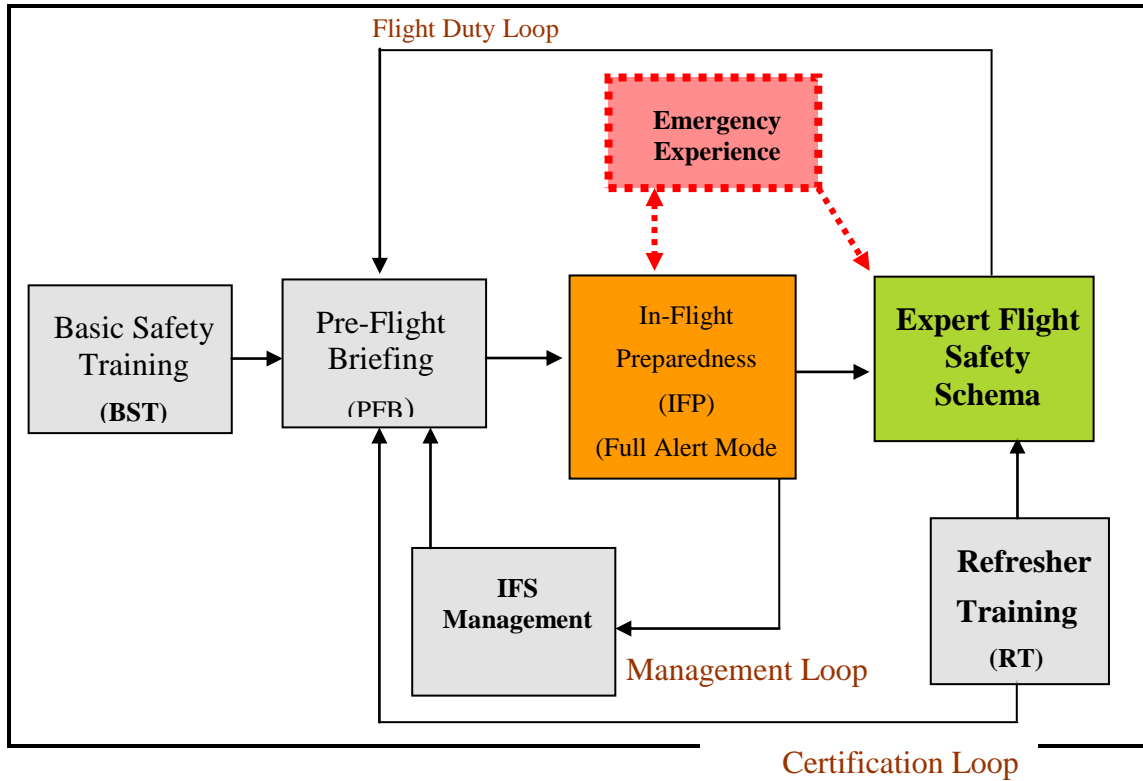 Flight Duty Loop
Emergency
Experience
Basic Safety
Training
(BST)
Pre-Flight
Briefing
(PFB)
In-Flight
Preparedness
(IFP)
(Full Alert Mode
Expert Flight
Safety
Schema
IFS
Management
Refresher
Training
(RT)
Management Loop
Certification Loop